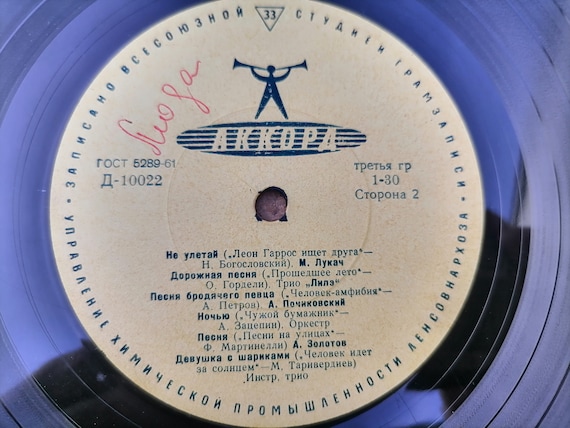 ЗАПИСАНО ВСЕСОЮЗНОЙ СТУДИЕЙ ГРАМЗАПИСИ
33
Люда
АККОРД
ГОСТ 5289-61
Д-10022
третья гр
1-30
Сторона 2
Не улетай („Леон Гаррос ищет друга“—
Н. Богословский). М. Лукач
Дорожная песня („Прошедшее лето“—
О. Гордели). Трио „Лилэ“
Песня бродячего певца („Человек-амфибия“
А. Петров) А. Почиковский
Ночью („Чужой бумажник“—
А. Зацепин). Оркестр
Песня („Песни на улицах“—
Ф. Мартинелли) А. Золотов
Девушка с шариками („Человек идет
за солнцем“—М. Таривердиев)
Инстр. трио
УПРАВЛЕНИЕ ХИМИЧЕСКОЙ ПРОМЫШЛЕННОСТИ ЛЕНСОВНАРХОЗА